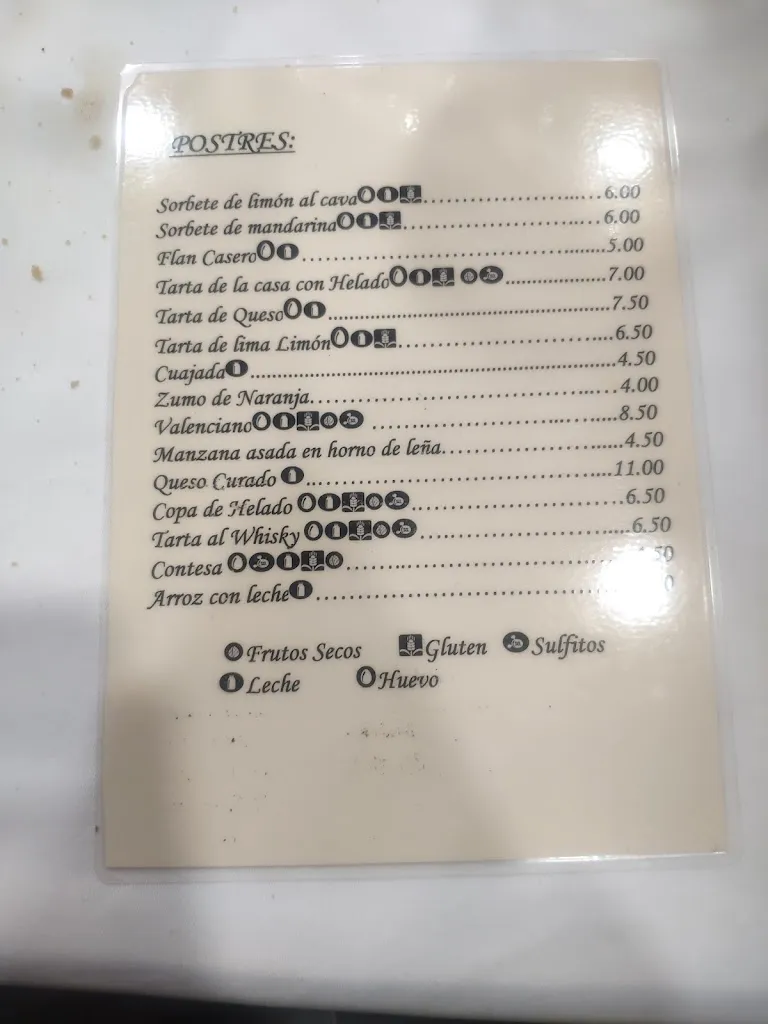 POSTRES:
Sorbete de limón al cava..........................6.00
Sorbete de mandarina..........................6.00
Flan Casero..........................5.00
Tarta de la casa con Helado..........................7.00
Tarta de Queso..........................7.50
Tarta de lima Limón..........................6.50
Cuajada..........................4.50
Zumo de Naranja..........................4.00
Valenciano..........................8.50
Manzana asada en horno de leña..........................4.50
Queso Curado..........................11.00
Copa de Helado..........................6.50
Tarta al Whisky..........................6.50
Contesa..........................
Arroz con leche..........................
Frutos Secos Gluten Sulfitos
Leche Huevo